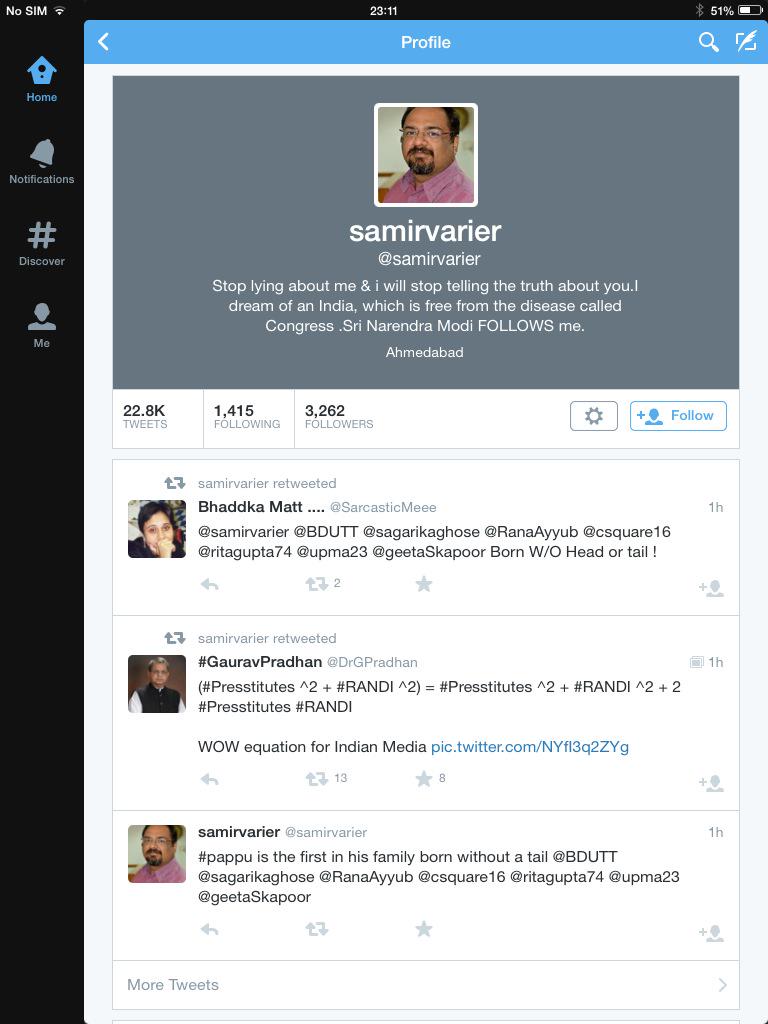 No SIM 23:11 51%
Profile
Home
Notifications
Discover
Me
samirvarier
@samirvarier
Stop lying about me & i will stop telling the truth about you.I
dream of an India, which is free from the disease called
Congress .Sri Narendra Modi FOLLOWS me.
Ahmedabad
22.8K 1,415 3,262
TWEETS FOLLOWING FOLLOWERS
Follow
samirvarier retweeted
Bhaddka Matt .... @SarcasticMeee 1h
@samirvarier @BDUTT @sagarikaghose @RanaAyyub @csquare16
@ritagupta74 @upma23 @geetaSkapoor Born W/O Head or tail !
2
samirvarier retweeted
#GauravPradhan @DrGPradhan 1h
(#Presstitutes ^2 + #RANDI ^2) = #Presstitutes ^2 + #RANDI ^2 + 2
#Presstitutes #RANDI
WOW equation for Indian Media pic.twitter.com/NYfl3q2ZYg
13 8
samirvarier @samirvarier 1h
#pappu is the first in his family born without a tail @BDUTT
@sagarikaghose @RanaAyyub @csquare16 @ritagupta74 @upma23
@geetaSkapoor
More Tweets